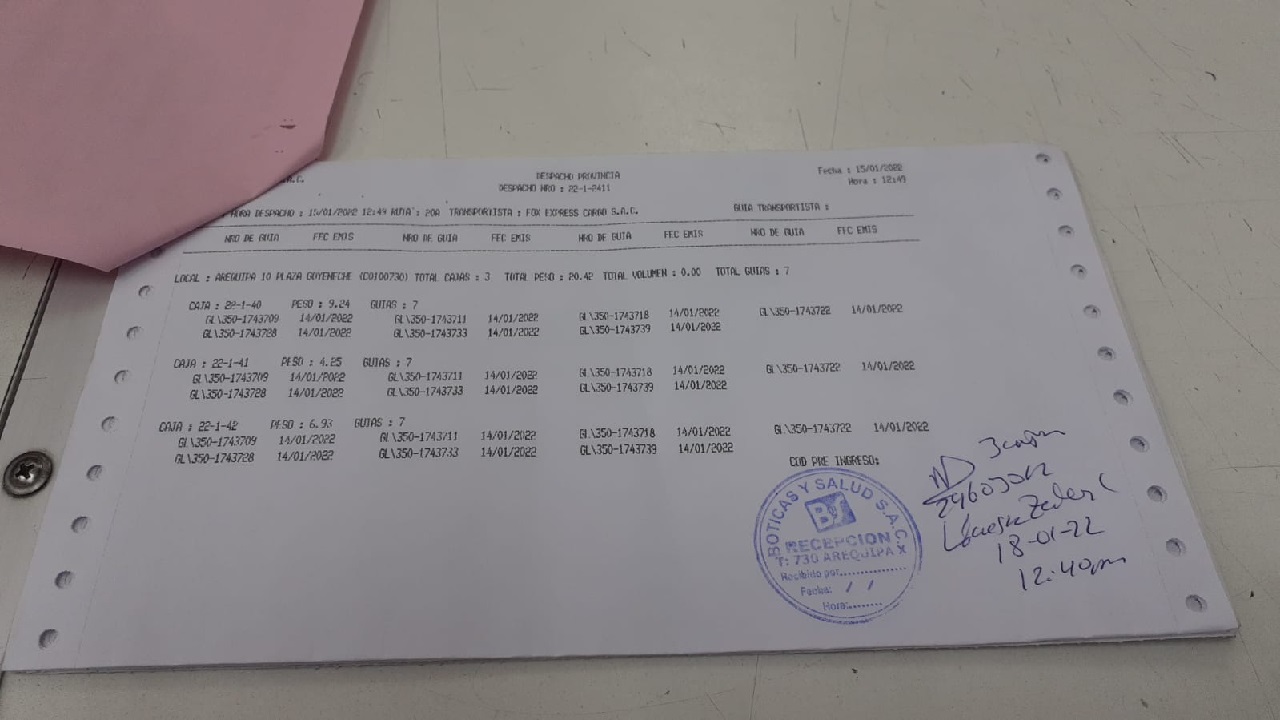 DESPACHO PROVINCIA
Fecha : 15/01/2022
DESPACHO NRO : 22-1-2411
Hora : 12:49
HORA DESPACHO : 15/01/2022 12:49 RUTA : 20A TRANSPORTISTA : FOX EXPRESS CARGO S.A.C. GUIA TRANSPORTISTA :
NRO DE GUIA FEC EMIS NRO DE GUIA FEC EMIS NRO DE GUIA FEC EMIS NRO DE GUIA FEC EMIS
LOCAL : AREQUIPA 10 PLAZA GOYENECHE (COTD0730) TOTAL CAJAS : 3 TOTAL PESO : 20.42 TOTAL VOLUMEN : 0.00 TOTAL GUIAS : 7
CAJA : 22-1-40 PESO : 9.24 GUIAS : 7
GL\350-1743709 14/01/2022 GL\350-1743711 14/01/2022 GL\350-1743718 14/01/2022 GL\350-1743722 14/01/2022
GL\350-1743728 14/01/2022 GL\350-1743733 14/01/2022 GL\350-1743739 14/01/2022
CAJA : 22-1-41 PESO : 4.25 GUIAS : 7
GL\350-1743709 14/01/2022 GL\350-1743711 14/01/2022 GL\350-1743718 14/01/2022 GL\350-1743722 14/01/2022
GL\350-1743728 14/01/2022 GL\350-1743733 14/01/2022 GL\350-1743739 14/01/2022
CAJA : 22-1-42 PESO : 6.93 GUIAS : 7
GL\350-1743709 14/01/2022 GL\350-1743711 14/01/2022 GL\350-1743718 14/01/2022 GL\350-1743722 14/01/2022
GL\350-1743728 14/01/2022 GL\350-1743733 14/01/2022 GL\350-1743739 14/01/2022
COD PRE INGRESO:
BOTICAS Y SALUD S.A.C.
RECEPCION
T: 730 AREQUIPA X
Recibido por:
Fecha: / /
Hora:
18-01-22
12:40pm